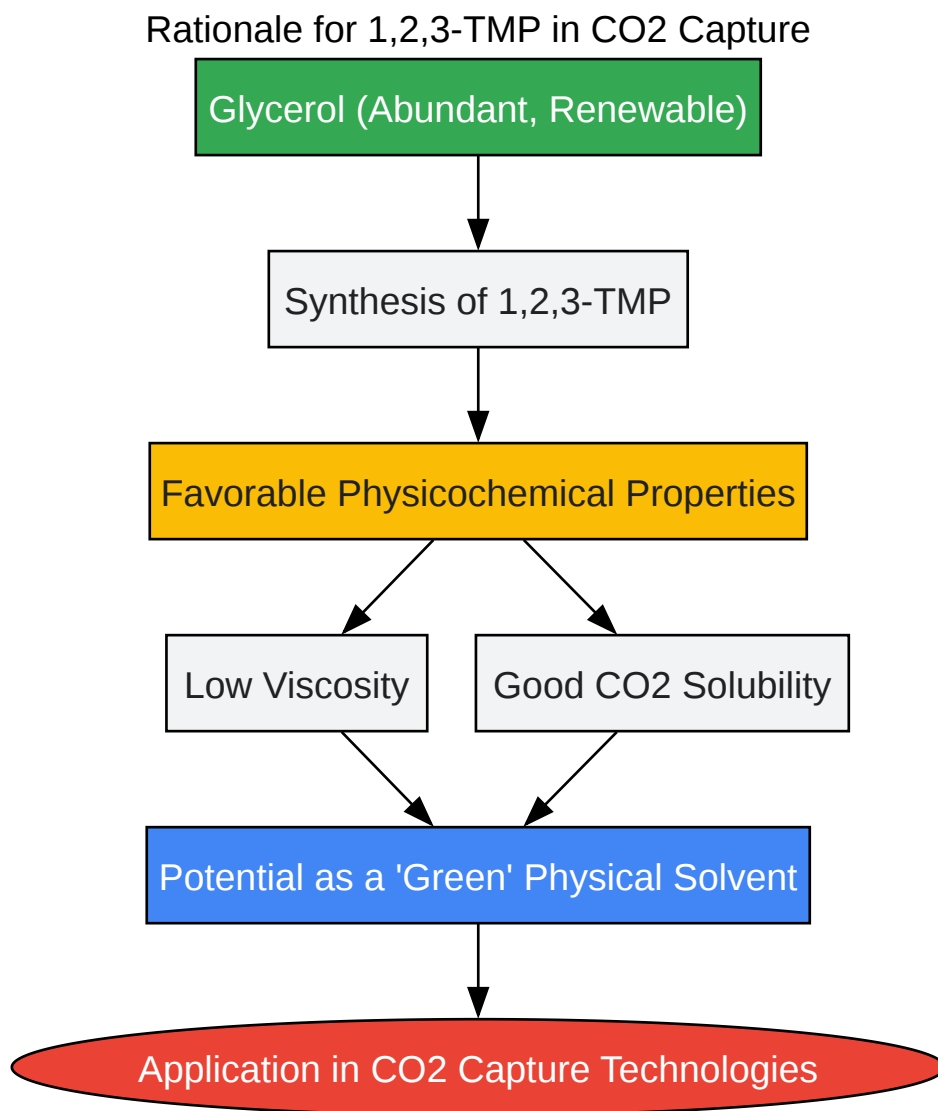 Rationale for 1,2,3-TMP in CO2 Capture
Glycerol (Abundant, Renewable)
Synthesis of 1,2,3-TMP
Favorable Physicochemical Properties
Low Viscosity
Good CO2 Solubility
Potential as a 'Green' Physical Solvent
Application in CO2 Capture Technologies